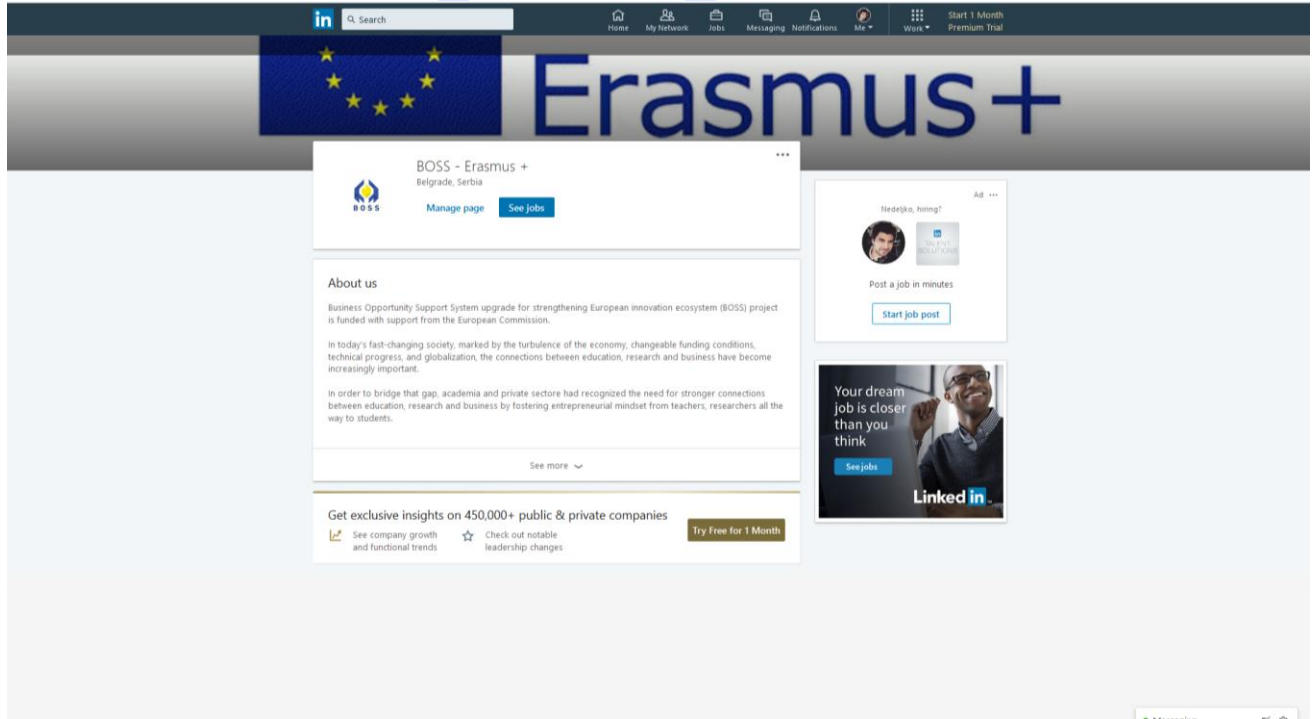 in
Search
Home
My Network
Jobs
Messaging
Notifications
Me
Work
Start 1 Month
Premium Trial
Erasmus+
BOSS
BOSS - Erasmus +
Belgrade, Serbia
Manage page
See jobs
About us
Business Opportunity Support System upgrade for strengthening European innovation ecosystem (BOSS) project
is funded with support from the European Commission.
In today's fast-changing society, marked by the turbulence of the economy, changeable funding conditions,
technical progress, and globalization, the connections between education, research and business have become
increasingly important.
In order to bridge that gap, academia and private sectore had recognized the need for stronger connections
between education, research and business by fostering entrepreneurial mindset from teachers, researchers all the
way to students.
See more
Get exclusive insights on 450,000+ public & private companies
See company growth
and functional trends
Check out notable
leadership changes
Try Free for 1 Month
Ad
Nedeljko, hiring?
in
TALENT
SOLUTIONS
Post a job in minutes
Start job post
Your dream
job is closer
than you
think
See jobs
Linked in